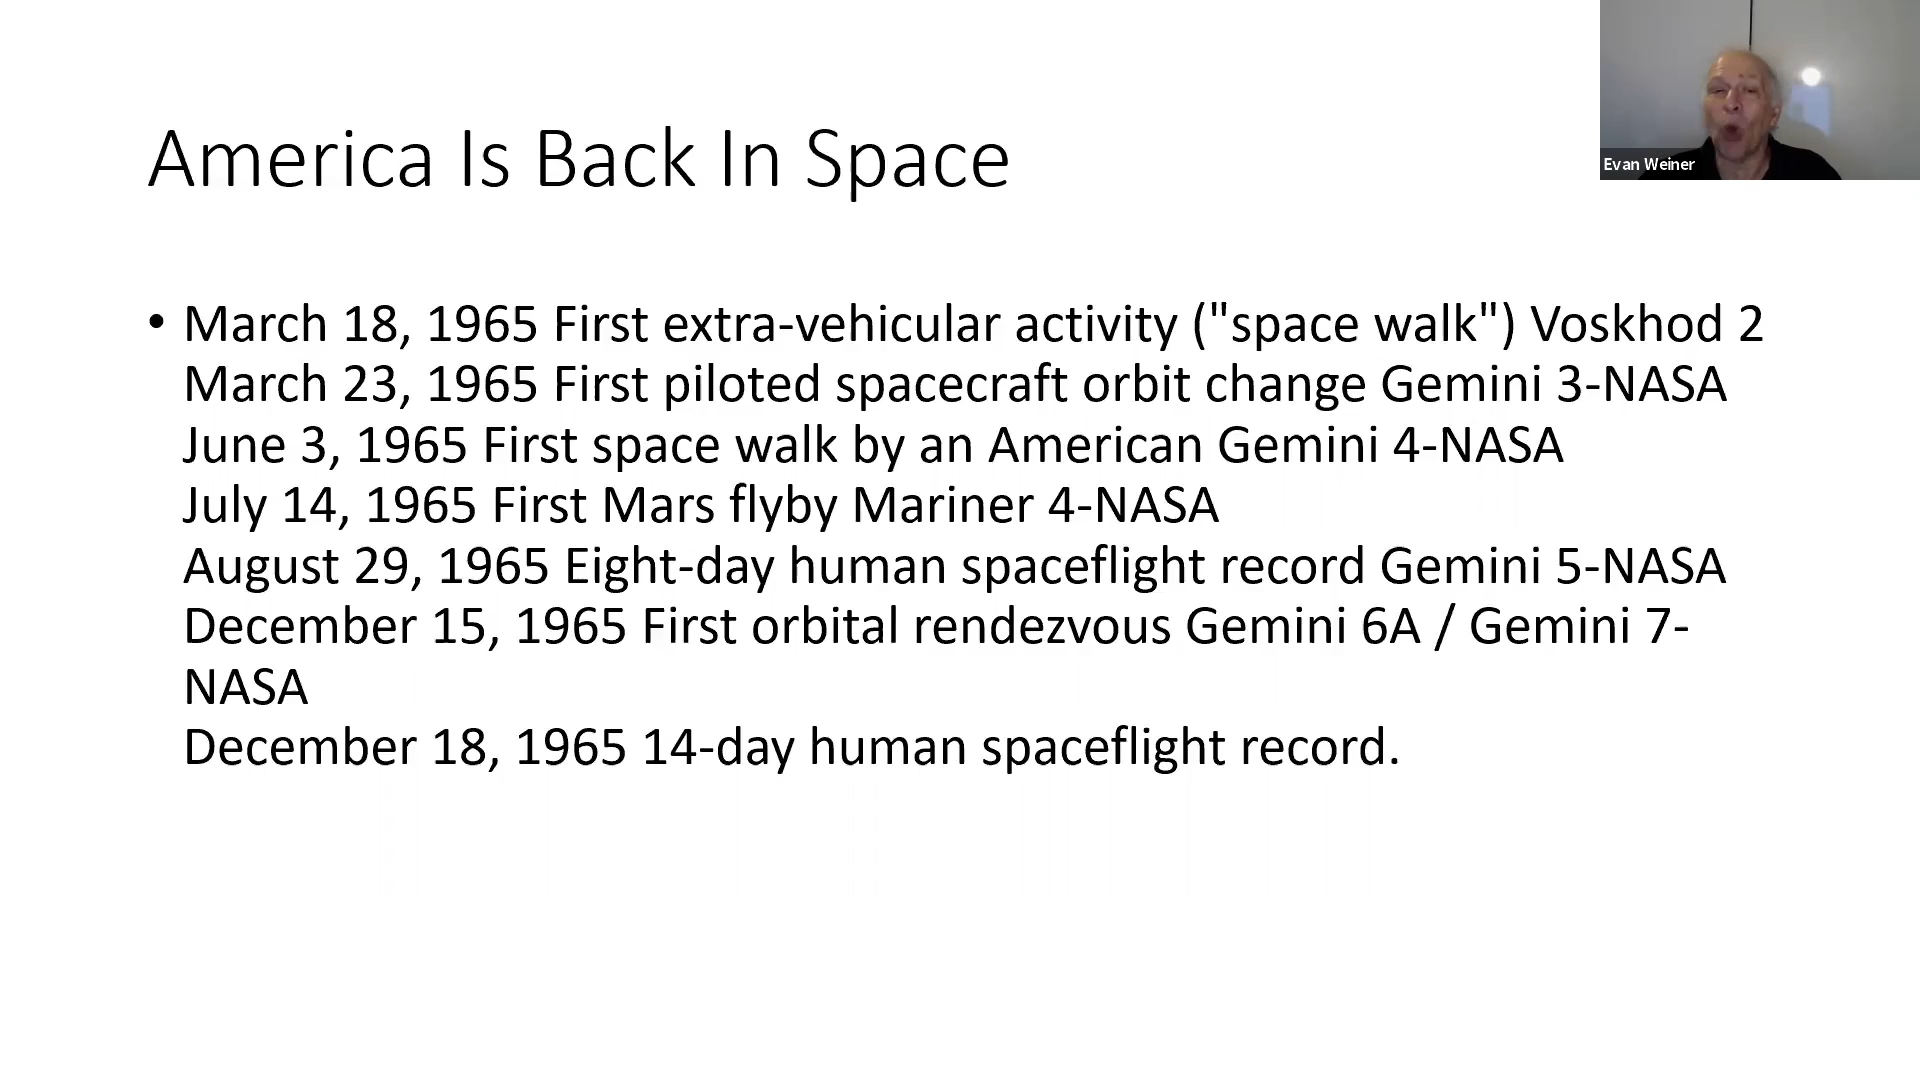 America Is Back In Space
Evan Weiner
• March 18, 1965 First extra-vehicular activity ("space walk") Voskhod 2
March 23, 1965 First piloted spacecraft orbit change Gemini 3-NASA
June 3, 1965 First space walk by an American Gemini 4-NASA
July 14, 1965 First Mars flyby Mariner 4-NASA
August 29, 1965 Eight-day human spaceflight record Gemini 5-NASA
December 15, 1965 First orbital rendezvous Gemini 6A / Gemini 7-
NASA
December 18, 1965 14-day human spaceflight record.